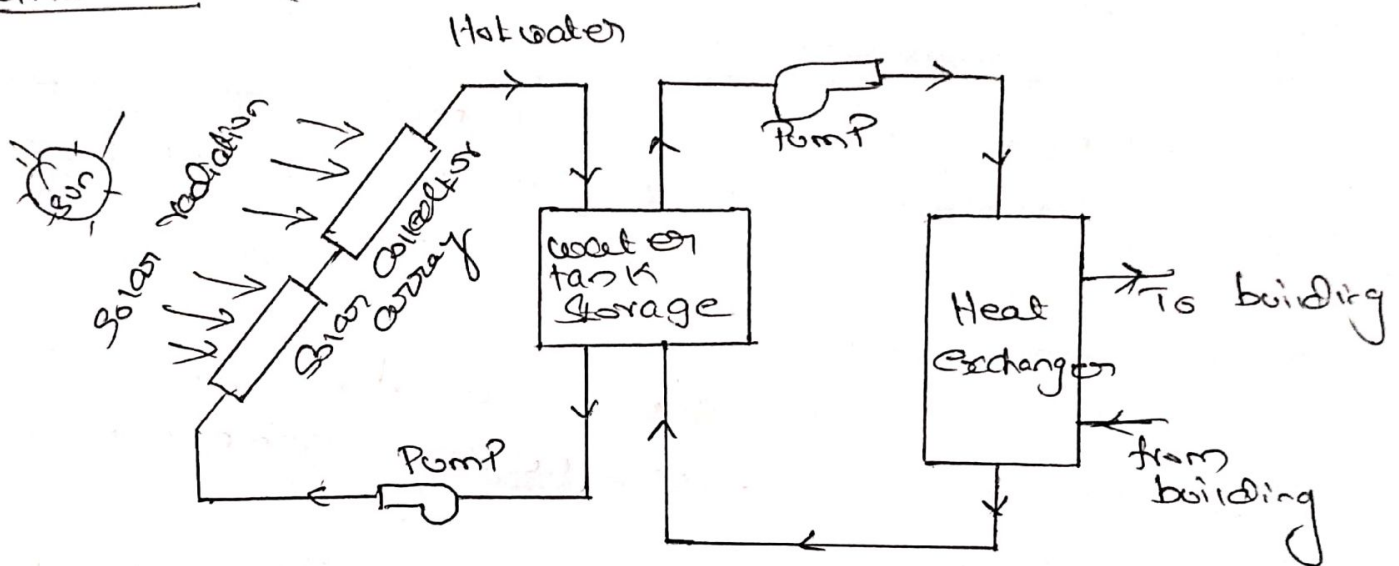 Hot water
Pump
Sun
Solar radiation
Solar Collector
array
water
tank
Storage
Heat
Exchanger
To building
from
building
Pump